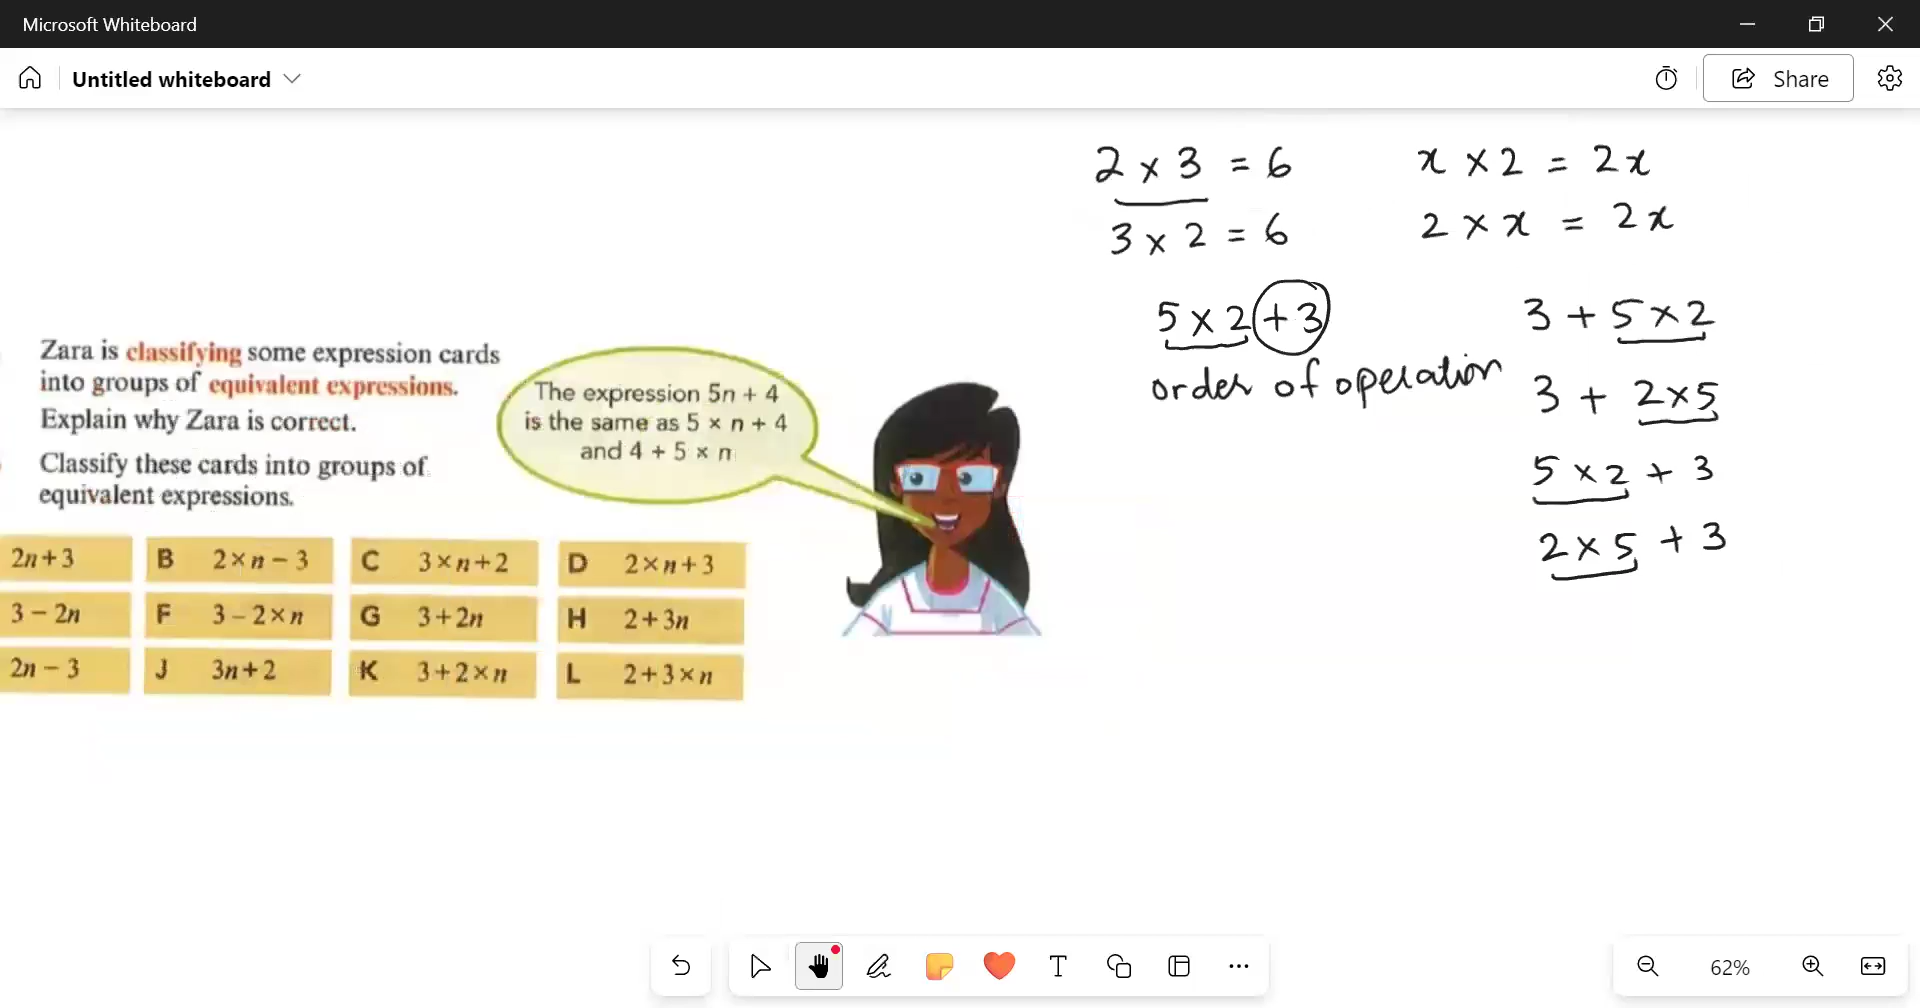 Microsoft Whiteboard
Untitled whiteboard
Share
2 × 3 = 6
3 × 2 = 6
x × 2 = 2x
2 × x = 2x
5 × 2 + 3
order of operation
3 + 5 × 2
3 + 2 × 5
5 × 2 + 3
2 × 5 + 3
Zara is classifying some expression cards
into groups of equivalent expressions.
Explain why Zara is correct.
Classify these cards into groups of
equivalent expressions.
The expression 5n + 4
is the same as 5 × n + 4
and 4 + 5 × n
2n + 3 B 2 × n − 3 C 3 × n + 2 D 2 × n + 3
3 − 2n F 3 − 2 × n G 3 + 2n H 2 + 3n
2n − 3 J 3n + 2 K 3 + 2 × n L 2 + 3 × n
T
62%